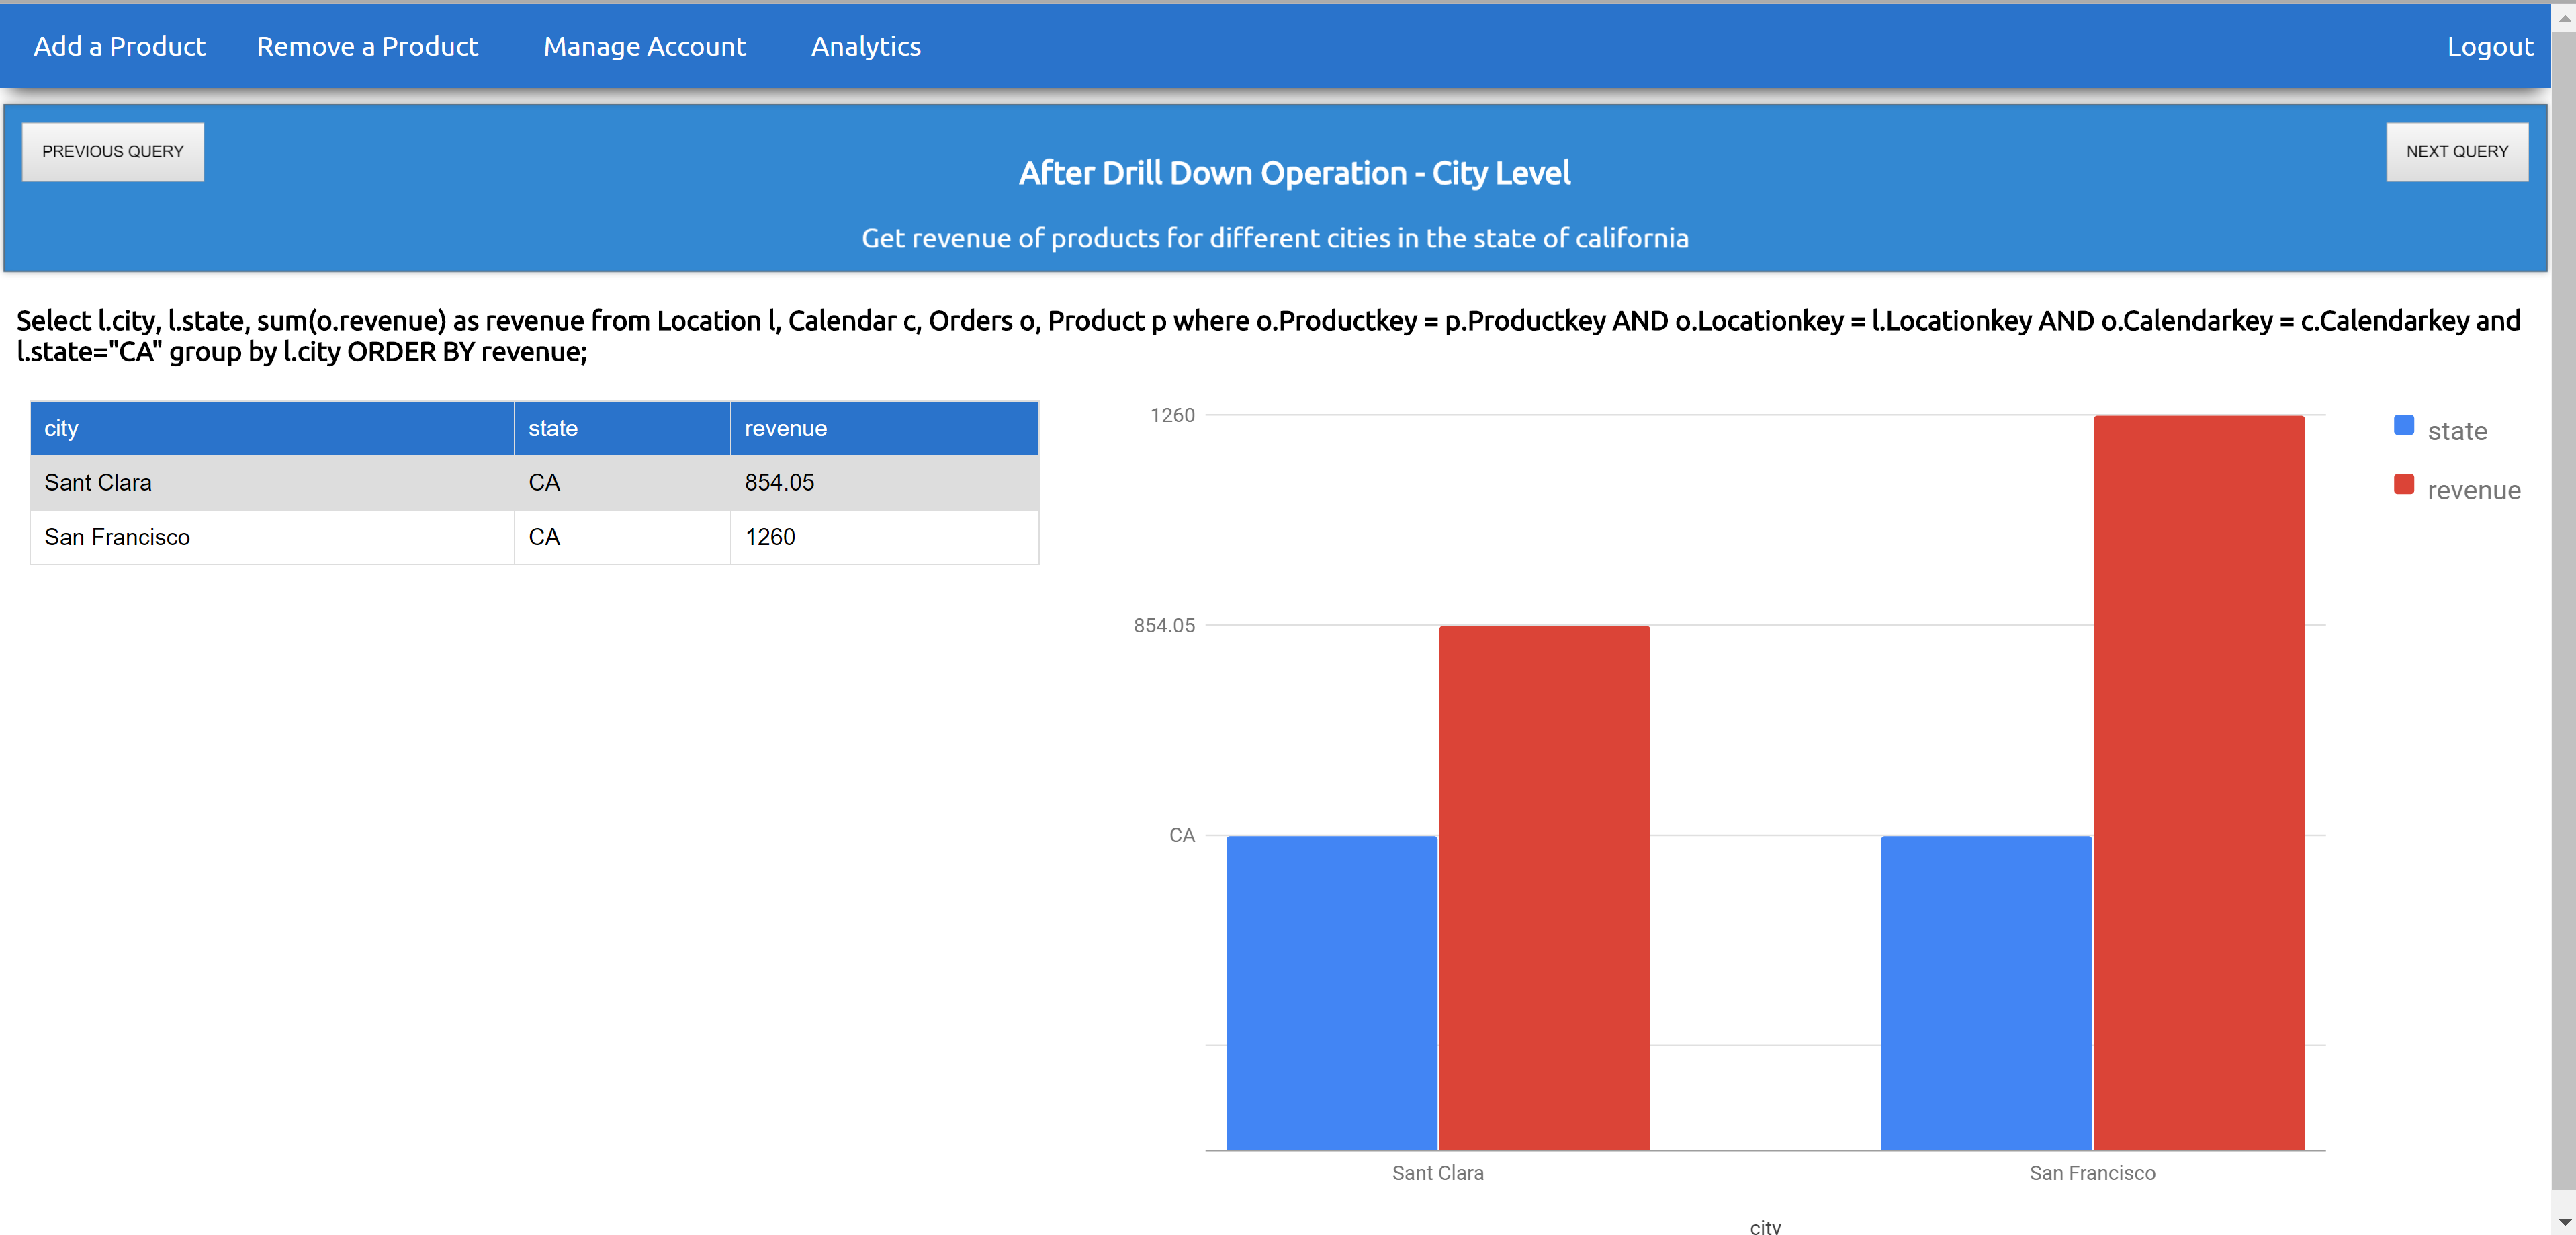 Add a Product Remove a Product Manage Account Analytics Logout
PREVIOUS QUERY
NEXT QUERY
After Drill Down Operation - City Level
Get revenue of products for different cities in the state of california
Select l.city, l.state, sum(o.revenue) as revenue from Location l, Calendar c, Orders o, Product p where o.Productkey = p.Productkey AND o.Locationkey = l.Locationkey AND o.Calendarkey = c.Calendarkey and
l.state="CA" group by l.city ORDER BY revenue;
city state revenue
Sant Clara CA 854.05
San Francisco CA 1260
1260
854.05
CA
Sant Clara San Francisco
city
state
revenue